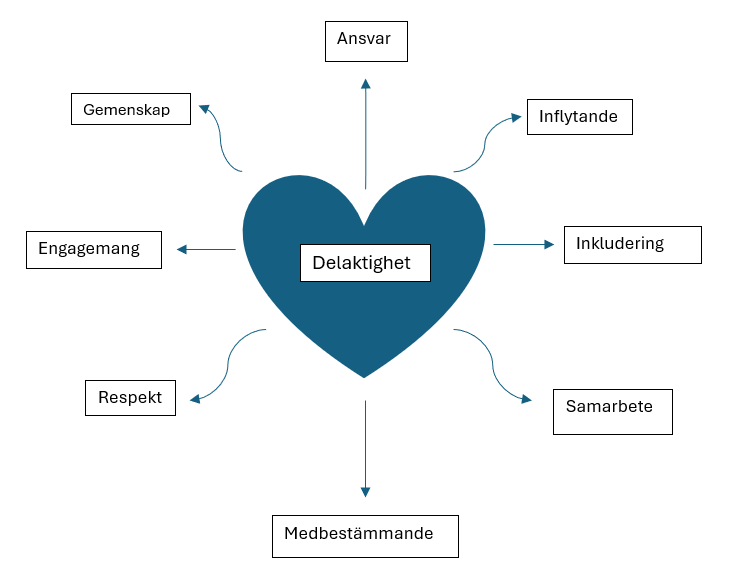 Ansvar
Gemenskap
Inflytande
Engagemang
Inkludering
Delaktighet
Respekt
Samarbete
Medbestämmande